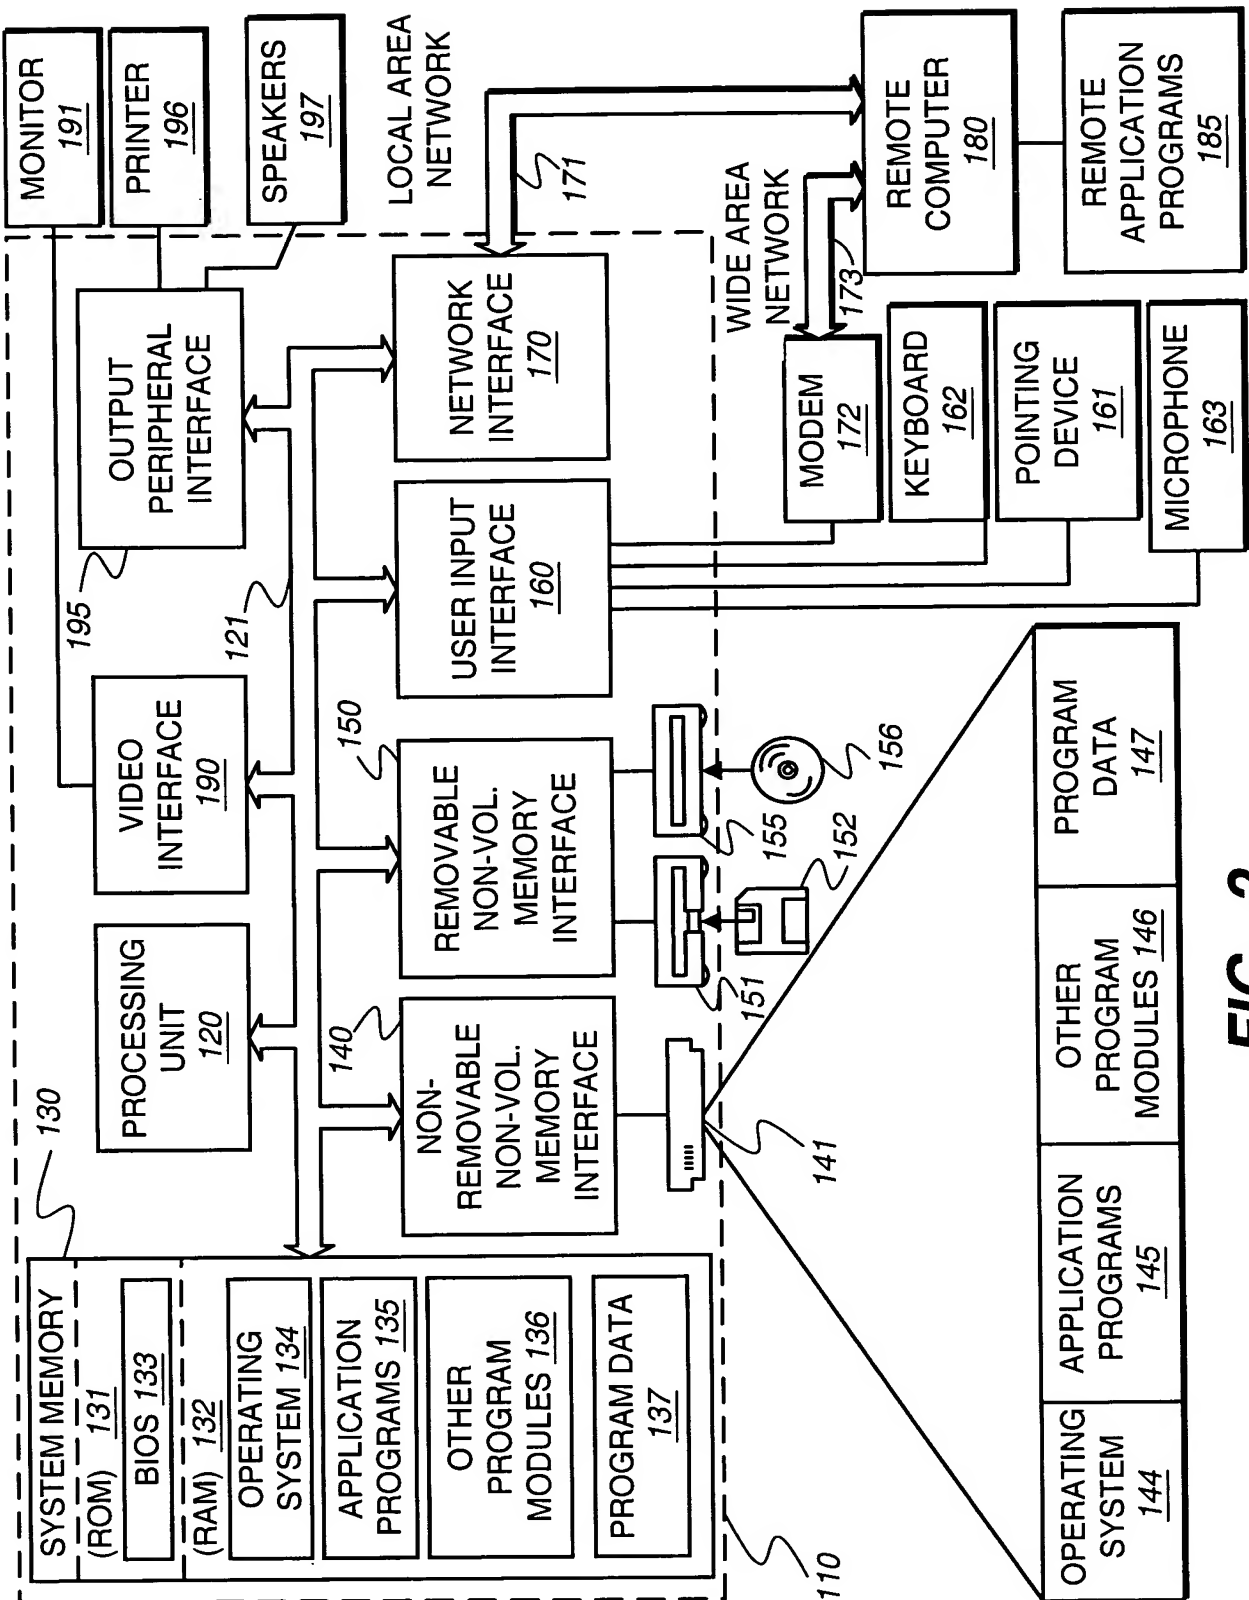 SYSTEM MEMORY
(ROM) 131
BIOS 133
(RAM) 132
OPERATING
SYSTEM 134
APPLICATION
PROGRAMS 135
OTHER
PROGRAM
MODULES 136
PROGRAM DATA
137
130
110
PROCESSING
UNIT
120
VIDEO
INTERFACE
190
195
OUTPUT
PERIPHERAL
INTERFACE
121
MONITOR
191
PRINTER
196
SPEAKERS
197
140
NON-
REMOVABLE
NON-VOL.
MEMORY
INTERFACE
150
REMOVABLE
NON-VOL.
MEMORY
INTERFACE
USER INPUT
INTERFACE
160
NETWORK
INTERFACE
170
LOCAL AREA
NETWORK
171
141
151
152
155
156
WIDE AREA
NETWORK
173
MODEM
172
KEYBOARD
162
POINTING
DEVICE
161
MICROPHONE
163
REMOTE
COMPUTER
180
REMOTE
APPLICATION
PROGRAMS
185
OPERATING
SYSTEM
144
APPLICATION
PROGRAMS
145
OTHER
PROGRAM
MODULES 146
PROGRAM
DATA
147